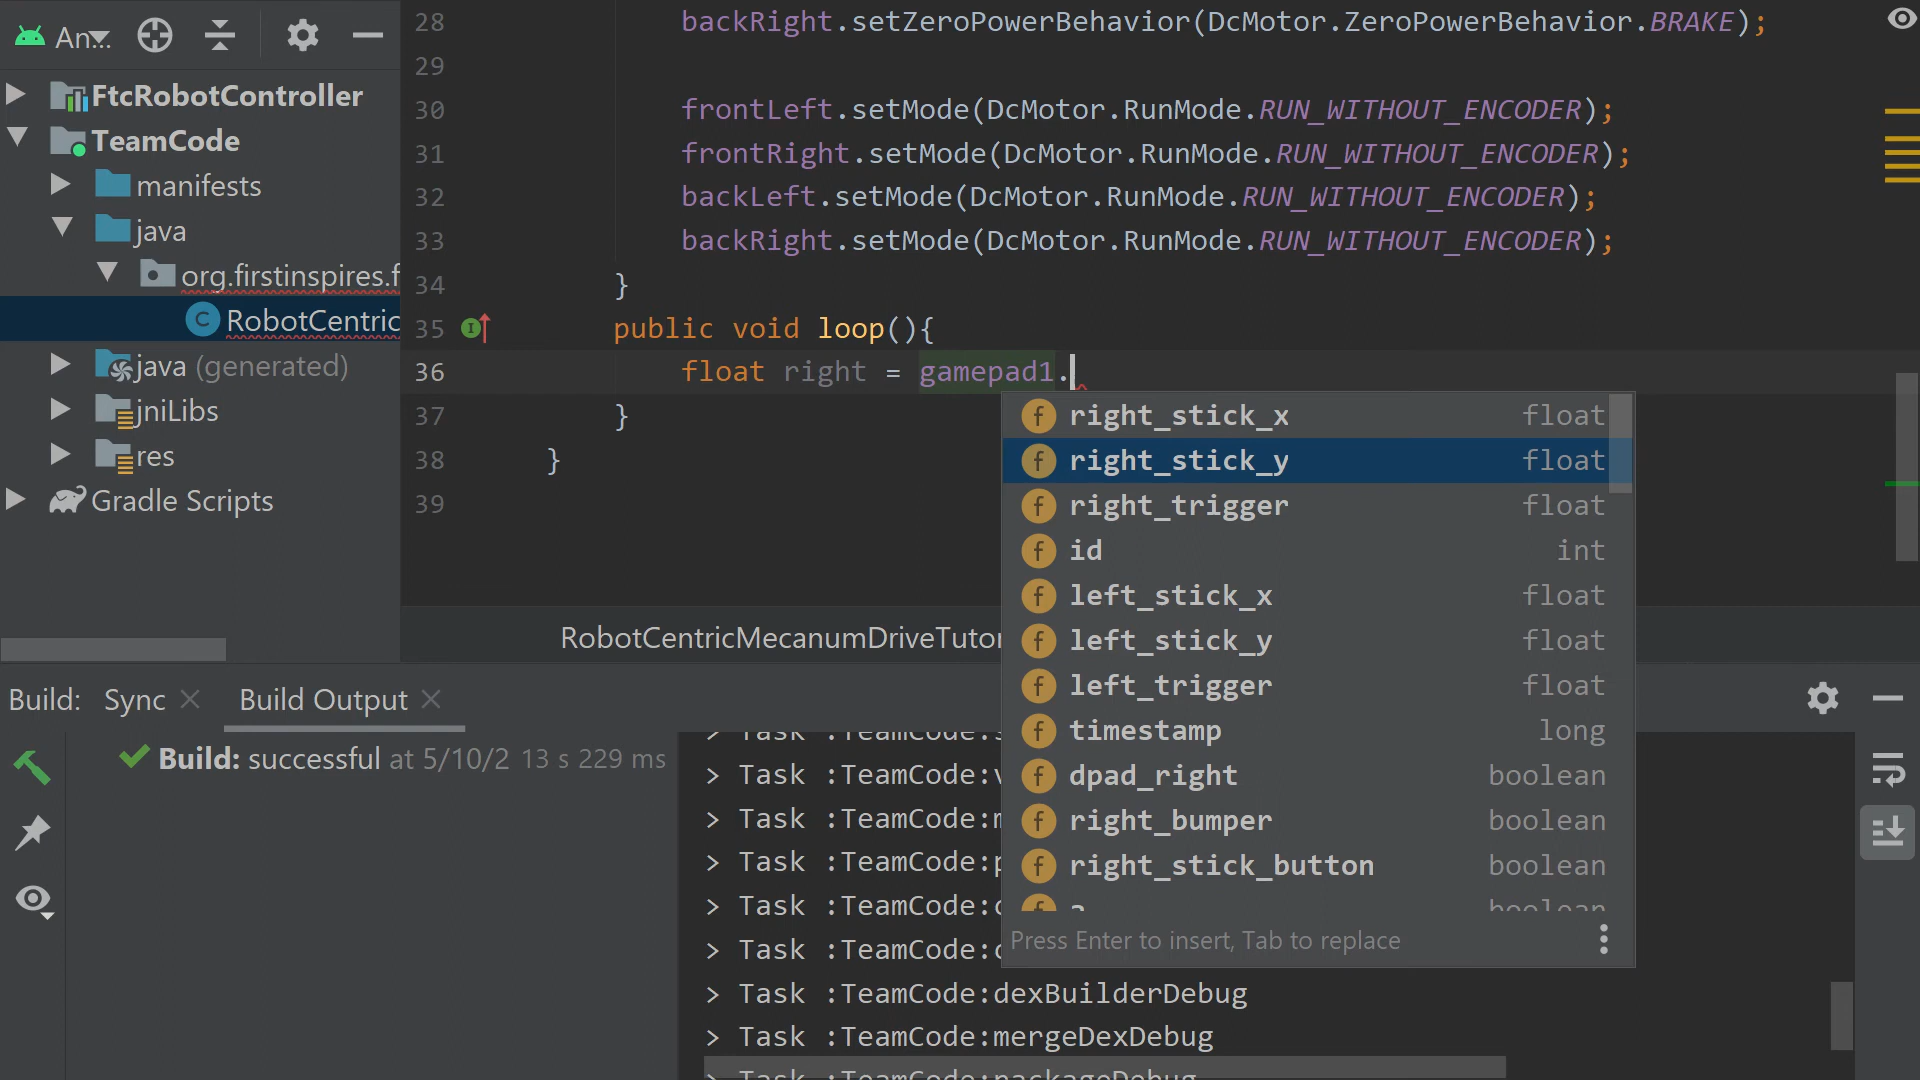 An...
FtcRobotController
TeamCode
manifests
java
org.firstinspires.f
RobotCentric
java (generated)
jniLibs
res
Gradle Scripts
28 backRight.setZeroPowerBehavior(DcMotor.ZeroPowerBehavior.BRAKE);
29
30 frontLeft.setMode(DcMotor.RunMode.RUN_WITHOUT_ENCODER);
31 frontRight.setMode(DcMotor.RunMode.RUN_WITHOUT_ENCODER);
32 backLeft.setMode(DcMotor.RunMode.RUN_WITHOUT_ENCODER);
33 backRight.setMode(DcMotor.RunMode.RUN_WITHOUT_ENCODER);
34 }
35 public void loop(){
36 float right = gamepad1.
37 }
38 }
39
right_stick_x float
right_stick_y float
right_trigger float
id int
left_stick_x float
left_stick_y float
left_trigger float
timestamp long
dpad_right boolean
right_bumper boolean
right_stick_button boolean
a boolean
Press Enter to insert, Tab to replace
RobotCentricMecanumDriveTutor
Build: Sync Build Output
Build: successful at 5/10/2 13 s 229 ms
> Task :TeamCode:s
> Task :TeamCode:v
> Task :TeamCode:m
> Task :TeamCode:p
> Task :TeamCode:c
> Task :TeamCode:c
> Task :TeamCode:dexBuilderDebug
> Task :TeamCode:mergeDexDebug
> Task :TeamCode:packageDebug